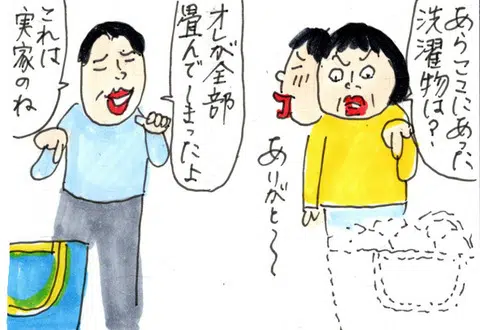 あらここにあった
洗濯物は?
ありがと〜〜
オレが全部
畳んでしまったよ
これは
実家のね